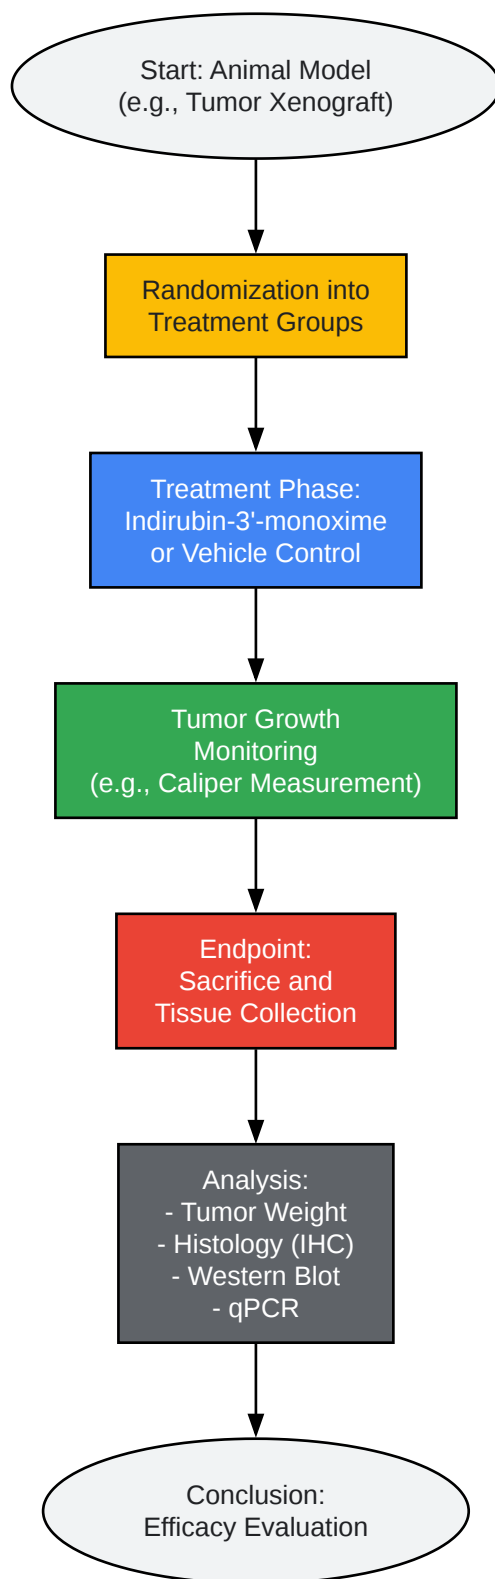 Start: Animal Model
(e.g., Tumor Xenograft)
Randomization into
Treatment Groups
Treatment Phase:
Indirubin-3'-monoxime
or Vehicle Control
Tumor Growth
Monitoring
(e.g., Caliper Measurement)
Endpoint:
Sacrifice and
Tissue Collection
Analysis:
- Tumor Weight
- Histology (IHC)
- Western Blot
- qPCR
Conclusion:
Efficacy Evaluation